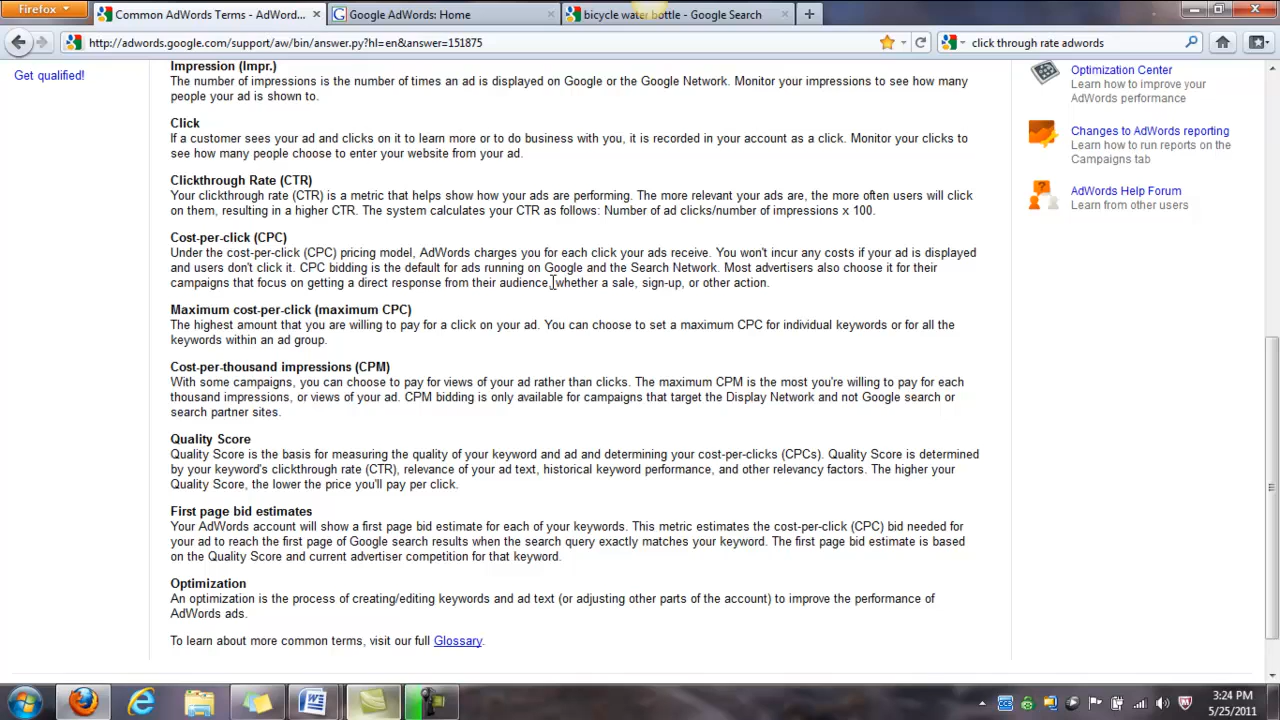 Firefox
Common AdWords Terms - AdWord...
Google AdWords: Home
bicycle water bottle - Google Search
http://adwords.google.com/support/aw/bin/answer.py?hl=en&answer=151875
click through rate adwords
Get qualified!
Impression (Impr.)
The number of impressions is the number of times an ad is displayed on Google or the Google Network. Monitor your impressions to see how many
people your ad is shown to.
Click
If a customer sees your ad and clicks on it to learn more or to do business with you, it is recorded in your account as a click. Monitor your clicks to
see how many people choose to enter your website from your ad.
Clickthrough Rate (CTR)
Your clickthrough rate (CTR) is a metric that helps show how your ads are performing. The more relevant your ads are, the more often users will click
on them, resulting in a higher CTR. The system calculates your CTR as follows: Number of ad clicks/number of impressions x 100.
Cost-per-click (CPC)
Under the cost-per-click (CPC) pricing model, AdWords charges you for each click your ads receive. You won't incur any costs if your ad is displayed
and users don't click it. CPC bidding is the default for ads running on Google and the Search Network. Most advertisers also choose it for their
campaigns that focus on getting a direct response from their audience, whether a sale, sign-up, or other action.
Maximum cost-per-click (maximum CPC)
The highest amount that you are willing to pay for a click on your ad. You can choose to set a maximum CPC for individual keywords or for all the
keywords within an ad group.
Cost-per-thousand impressions (CPM)
With some campaigns, you can choose to pay for views of your ad rather than clicks. The maximum CPM is the most you're willing to pay for each
thousand impressions, or views of your ad. CPM bidding is only available for campaigns that target the Display Network and not Google search or
search partner sites.
Quality Score
Quality Score is the basis for measuring the quality of your keyword and ad and determining your cost-per-clicks (CPCs). Quality Score is determined
by your keyword's clickthrough rate (CTR), relevance of your ad text, historical keyword performance, and other relevancy factors. The higher your
Quality Score, the lower the price you'll pay per click.
First page bid estimates
Your AdWords account will show a first page bid estimate for each of your keywords. This metric estimates the cost-per-click (CPC) bid needed for
your ad to reach the first page of Google search results when the search query exactly matches your keyword. The first page bid estimate is based
on the Quality Score and current advertiser competition for that keyword.
Optimization
An optimization is the process of creating/editing keywords and ad text (or adjusting other parts of the account) to improve the performance of
AdWords ads.
To learn about more common terms, visit our full Glossary.
Optimization Center
Learn how to improve your
AdWords performance
Changes to AdWords reporting
Learn how to run reports on the
Campaigns tab
AdWords Help Forum
Learn from other users
3:24 PM
5/25/2011